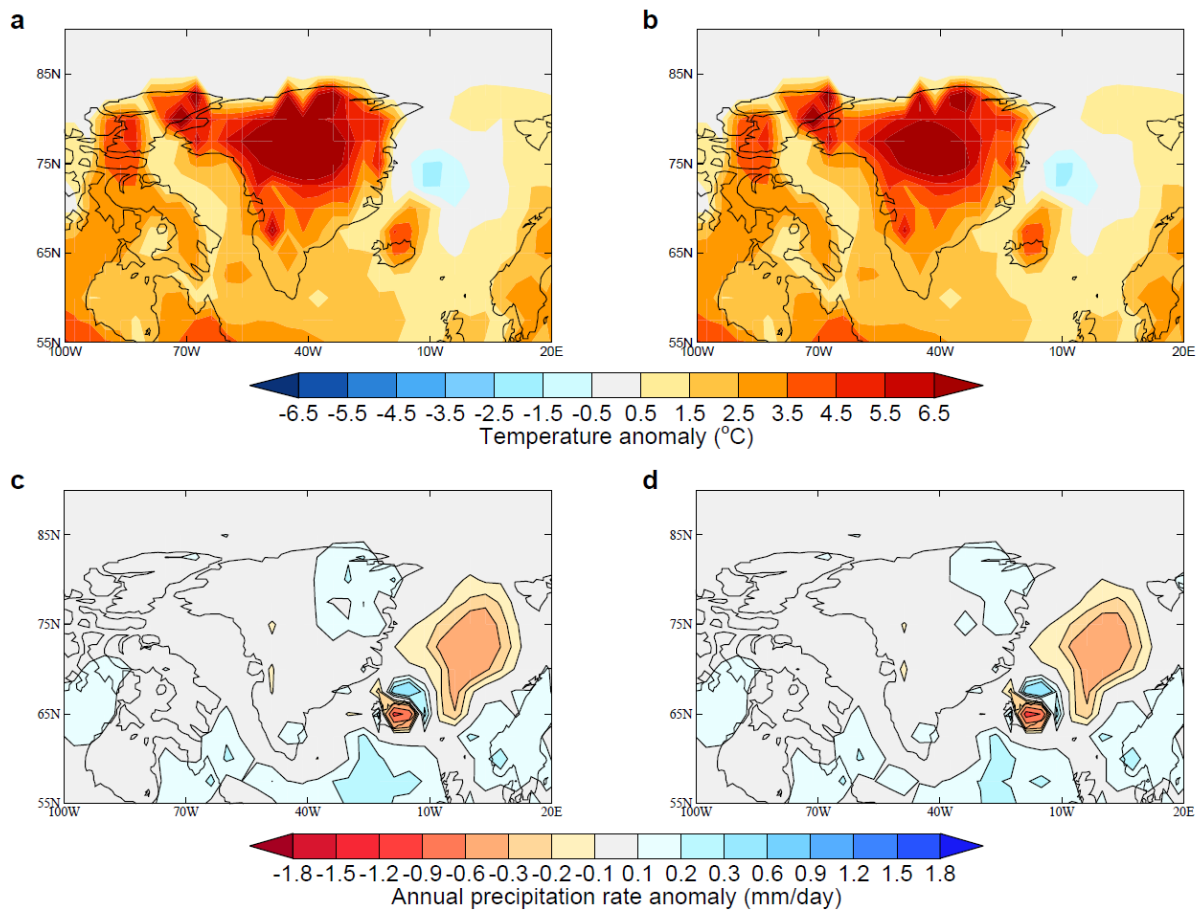 a
b
85N
75N
65N
55N
100W
70W
40W
10W
20E
85N
75N
65N
55N
100W
70W
40W
10W
20E
-6.5 -5.5 -4.5 -3.5 -2.5 -1.5 -0.5 0.5 1.5 2.5 3.5 4.5 5.5 6.5
Temperature anomaly (°C)
c
d
85N
75N
65N
55N
100W
70W
40W
10W
20E
85N
75N
65N
55N
100W
70W
40W
10W
20E
-1.8 -1.5 -1.2 -0.9 -0.6 -0.3 -0.2 -0.1 0.1 0.2 0.3 0.6 0.9 1.2 1.5 1.8
Annual precipitation rate anomaly (mm/day)